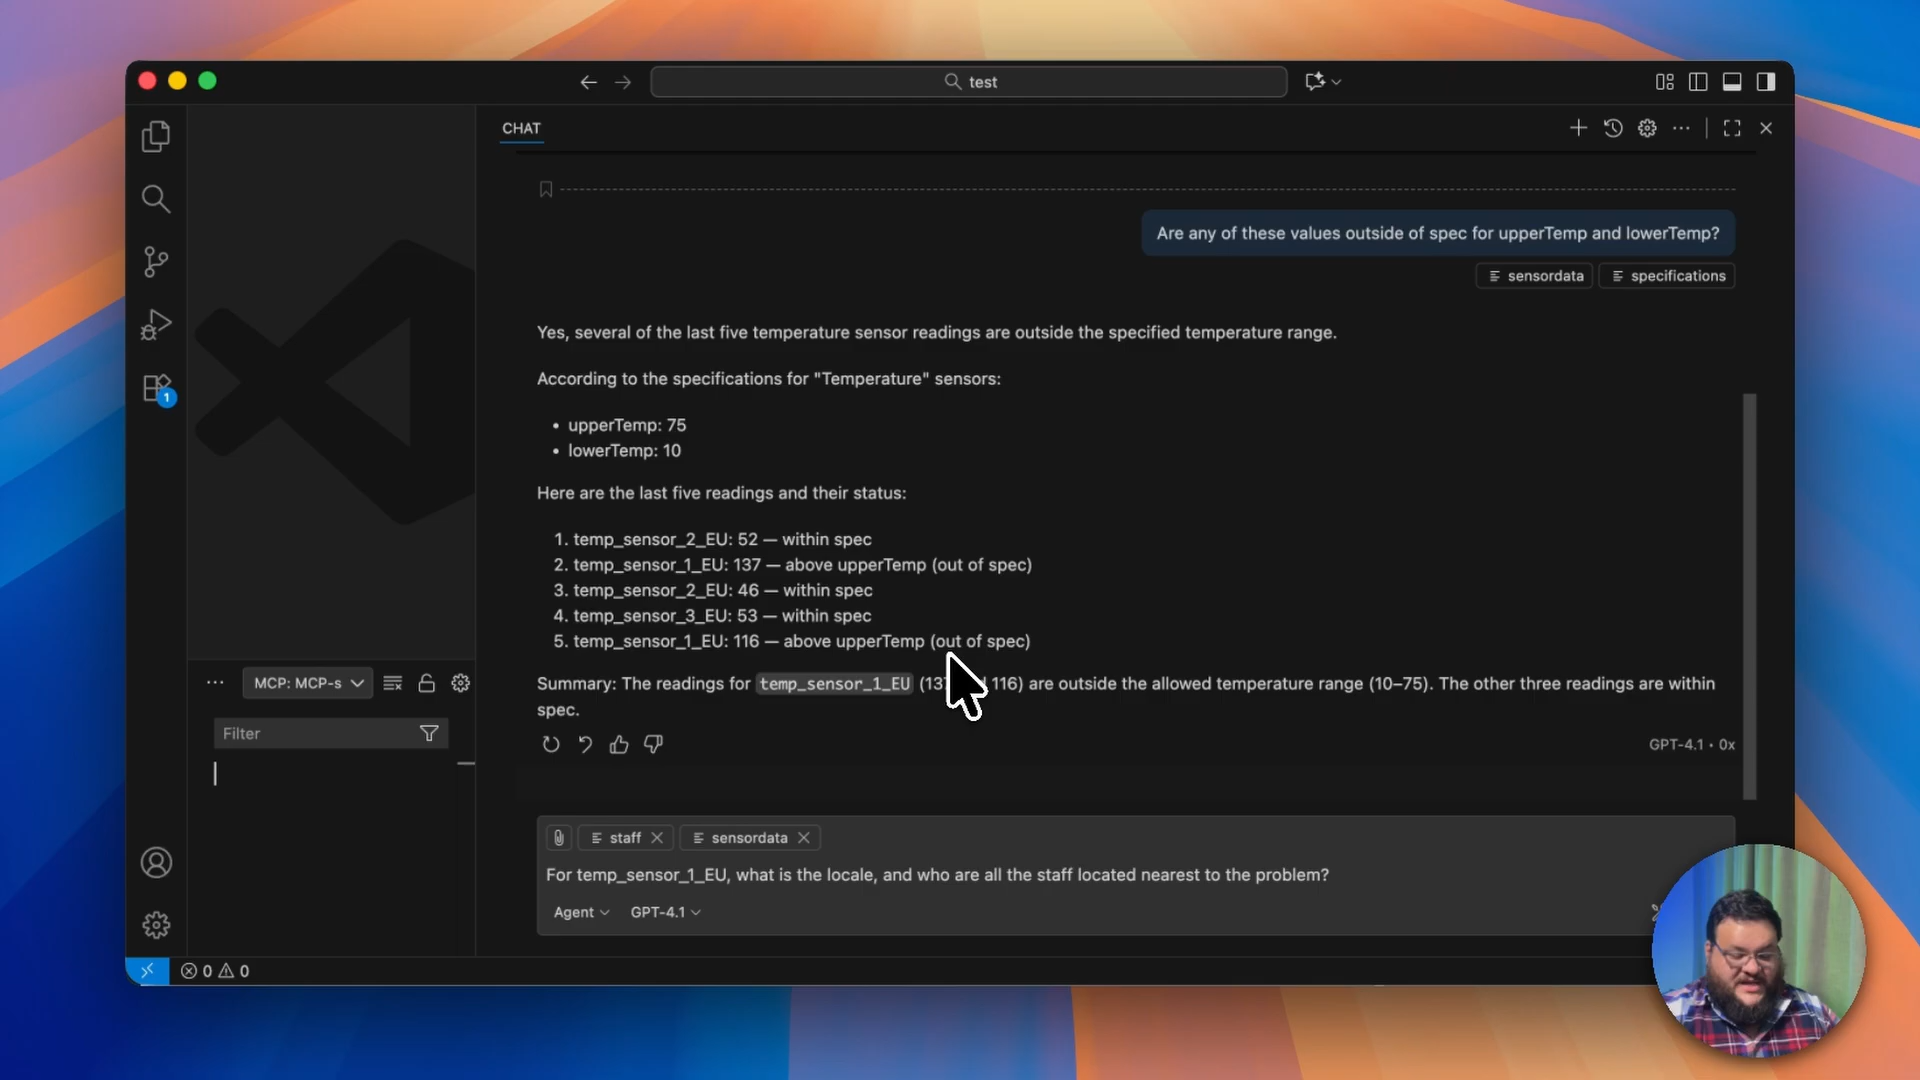 test
CHAT
Are any of these values outside of spec for upperTemp and lowerTemp?
sensordata
specifications
Yes, several of the last five temperature sensor readings are outside the specified temperature range.
According to the specifications for "Temperature" sensors:
• upperTemp: 75
• lowerTemp: 10
Here are the last five readings and their status:
1. temp_sensor_2_EU: 52 — within spec
2. temp_sensor_1_EU: 137 — above upperTemp (out of spec)
3. temp_sensor_2_EU: 46 — within spec
4. temp_sensor_3_EU: 53 — within spec
5. temp_sensor_1_EU: 116 — above upperTemp (out of spec)
Summary: The readings for temp_sensor_1_EU (137 116) are outside the allowed temperature range (10–75). The other three readings are within
spec.
GPT-4.1 • 0x
1
MCP: MCP-s
Filter
staff
sensordata
For temp_sensor_1_EU, what is the locale, and who are all the staff located nearest to the problem?
Agent
GPT-4.1
0
0